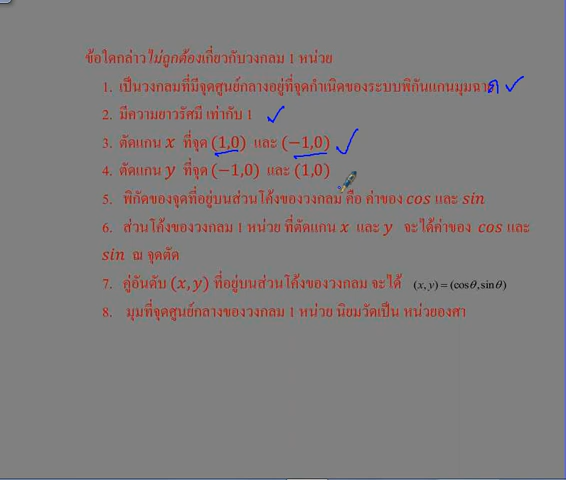 ข้อใดกล่าวไม่ถูกต้องเกี่ยวกับวงกลม 1 หน่วย
1. เป็นวงกลมที่มีจุดศูนย์กลางอยู่ที่จุดกำเนิดของระบบพิกัดแกนมุมฉาก
2. มีความยาวรัศมี เท่ากับ 1
3. ตัดแกน x ที่จุด (1,0) และ (−1,0)
4. ตัดแกน y ที่จุด (−1,0) และ (1,0)
5. พิกัดของจุดที่อยู่บนส่วนโค้งของวงกลม คือ ค่าของ cos และ sin
6. ส่วนโค้งของวงกลม 1 หน่วย ที่ตัดแกน x และ y จะได้ค่าของ cos และ
sin ณ จุดตัด
7. คู่อันดับ (x, y) ที่อยู่บนส่วนโค้งของวงกลม จะได้ (x, y) = (cosθ, sinθ)
8. มุมที่จุดศูนย์กลางของวงกลม 1 หน่วย นิยมวัดเป็น หน่วยองศา